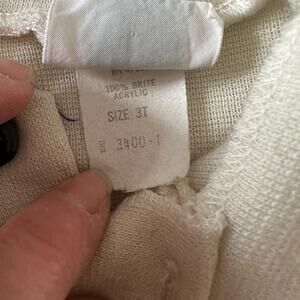 100% BRITE
ACRYLIC
SIZE 3T
3400-1